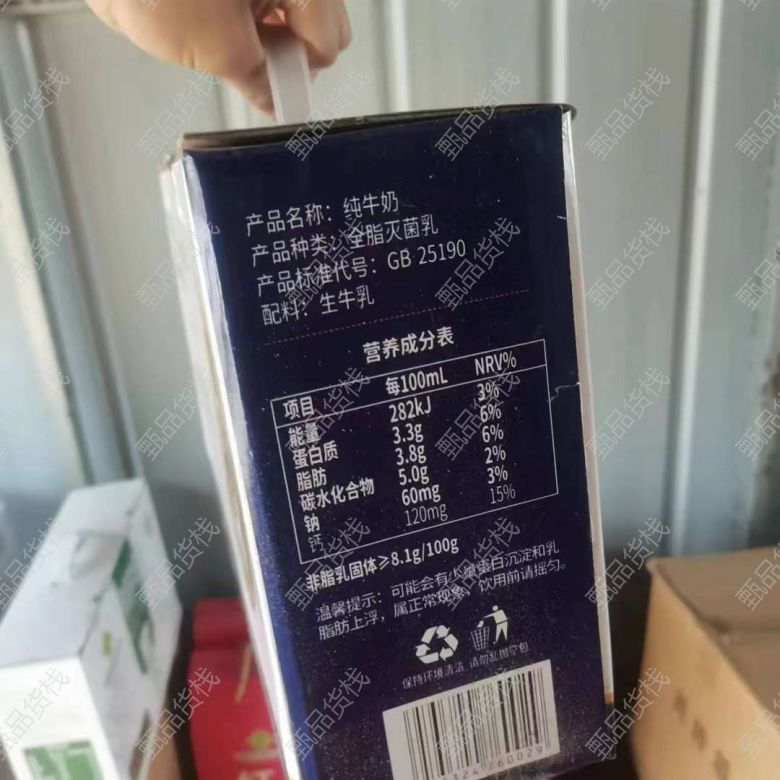 产品名称：纯牛奶
产品种类：全脂灭菌乳
产品标准代号：GB 25190
配料：生牛乳
营养成分表
项目 每100mL NRV%
能量 282kJ 3%
蛋白质 3.3g 6%
脂肪 3.8g 6%
碳水化合物 5.0g 2%
钠 60mg 3%
钙 120mg 15%
非脂乳固体≥8.1g/100g
温馨提示：可能会有少量蛋白沉淀和乳
脂肪上浮，属正常现象，饮用前请摇匀。
保持环境清洁 请勿乱抛空包
甄品货栈